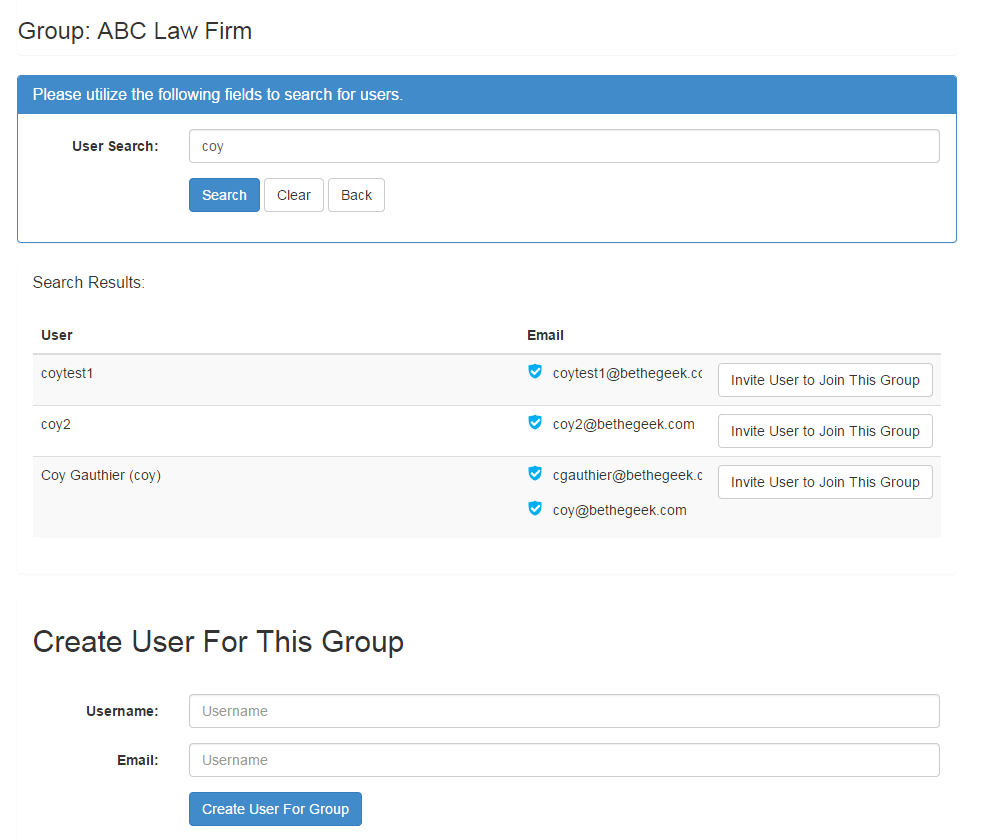 Group: ABC Law Firm
Please utilize the following fields to search for users.
User Search: coy
Search Clear Back
Search Results:
User Email
coytest1 coytest1@bethegeek.cc Invite User to Join This Group
coy2 coy2@bethegeek.com Invite User to Join This Group
Coy Gauthier (coy) cgauthier@bethegeek.c Invite User to Join This Group
coy@bethegeek.com
Create User For This Group
Username: Username
Email: Username
Create User For Group